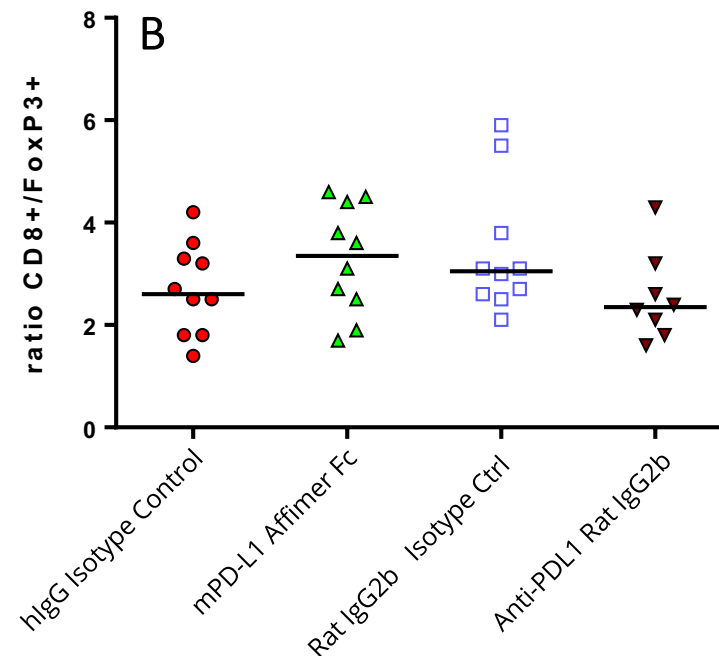 B
ratio CD8+/FoxP3+
8
6
4
2
0
hIgG Isotype Control
mPD-L1 Affimer Fc
Rat IgG2b   Isotype Ctrl
Anti-PDL1 Rat IgG2b